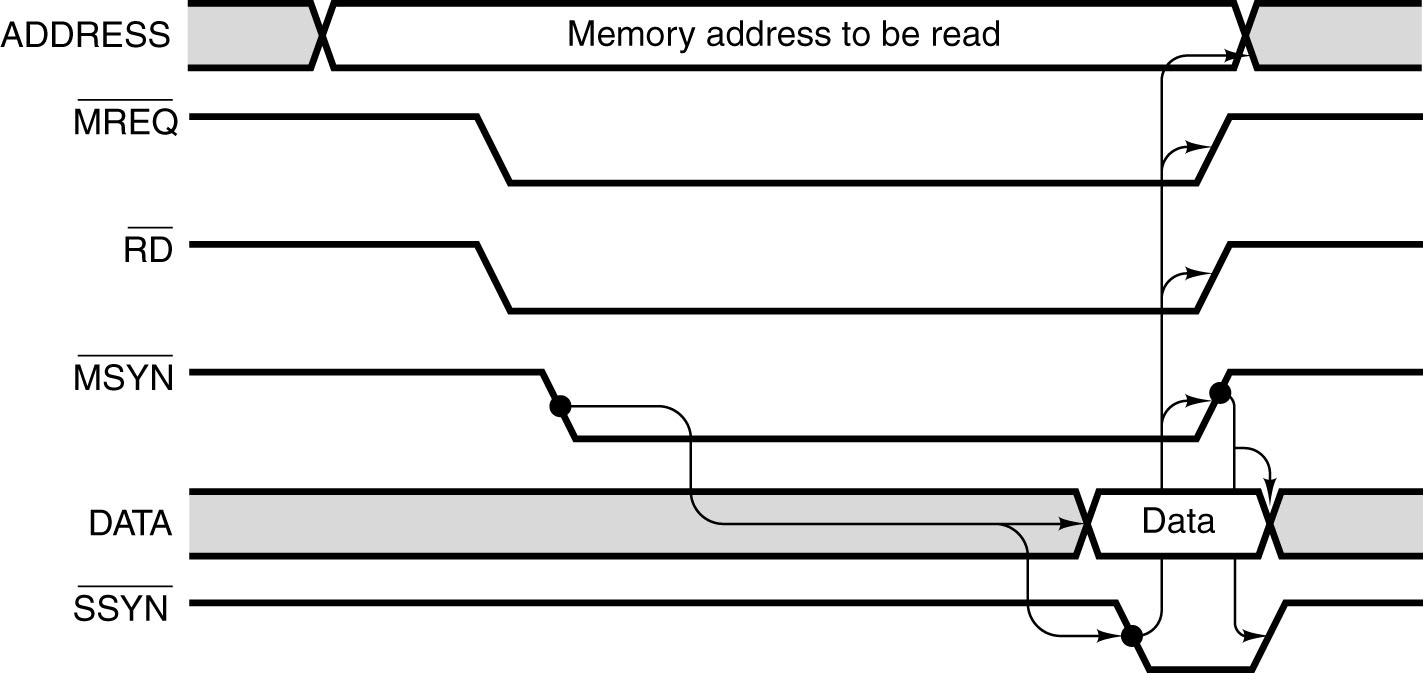 ADDRESS
Memory address to be read
MREQ
RD
MSYN
DATA
Data
SSYN